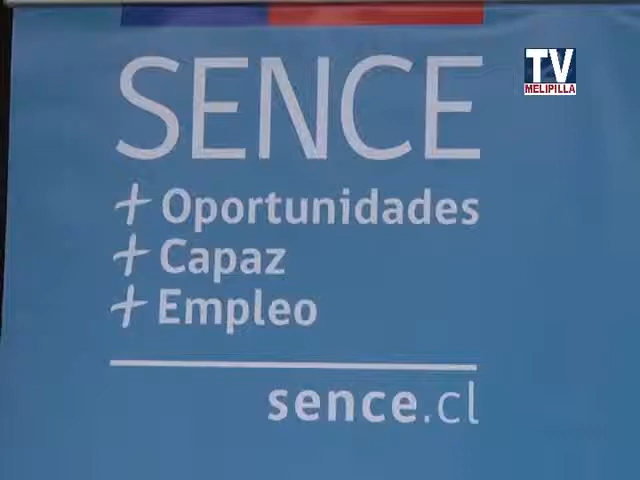 SENCE
TV
MELIPILLA
+ Oportunidades
+ Capaz
+ Empleo
sence.cl